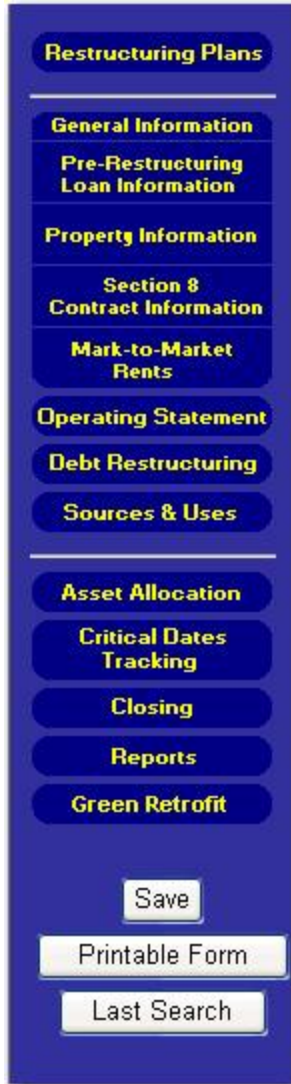 Restructuring Plans
General Information
Pre-Restructuring
Loan Information
Property Information
Section 8
Contract Information
Mark-to-Market
Rents
Operating Statement
Debt Restructuring
Sources & Uses
Asset Allocation
Critical Dates
Tracking
Closing
Reports
Green Retrofit
Save
Printable Form
Last Search